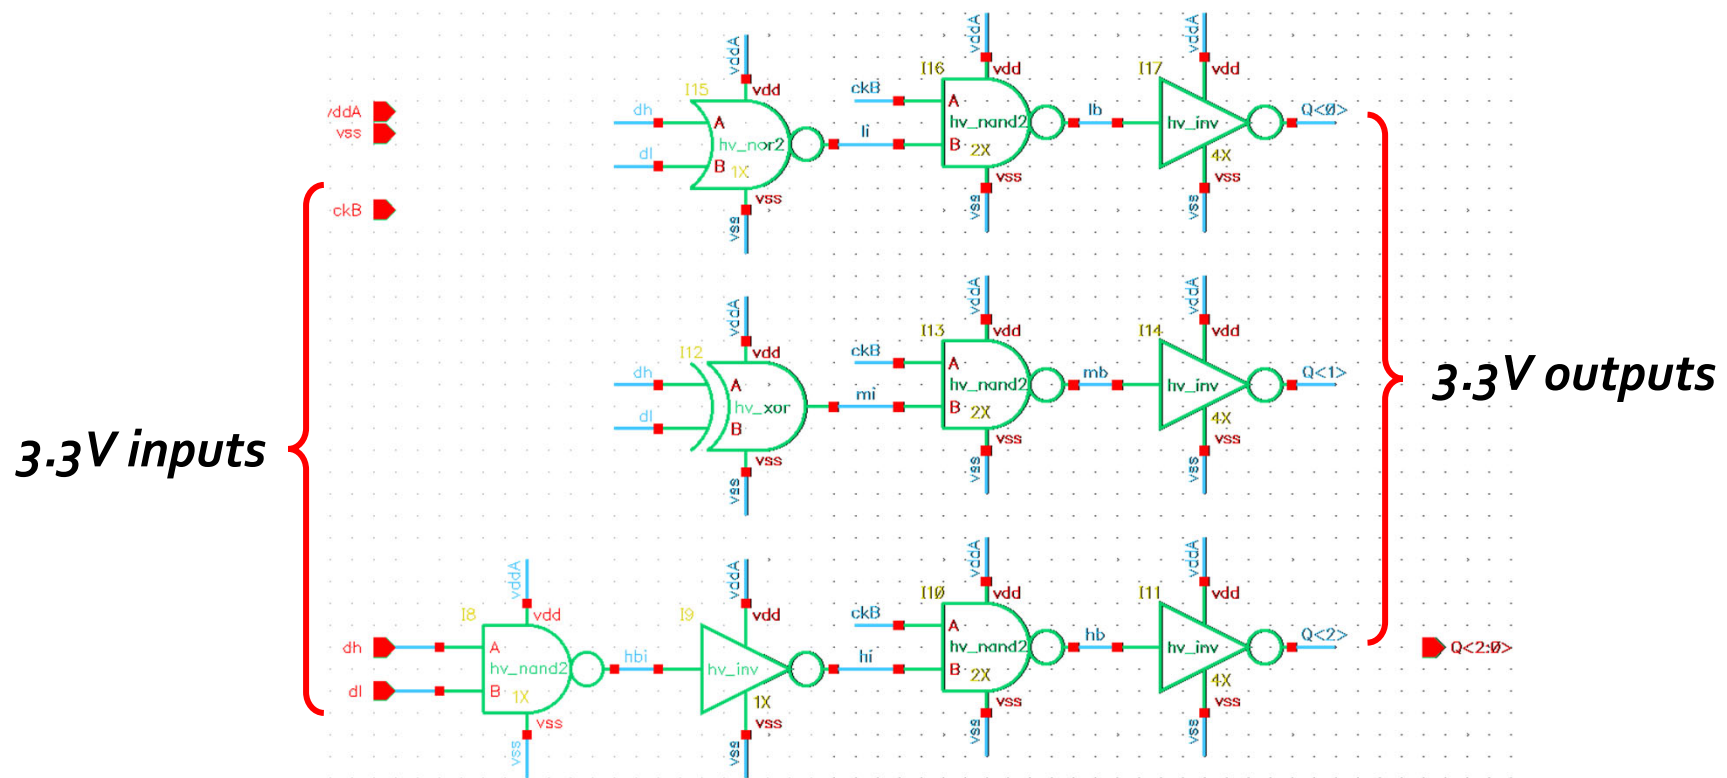 vddA
vss
ckB
3.3V inputs
vddA
I15
vdd
dh
A
hv_nor2
dl
B
1X
vss
vss
li
vddA
I16
vdd
ckB
A
hv_nand2
B
2X
vss
vss
lb
vddA
I17
vdd
hv_inv
4X
vss
vss
Q<0>
vddA
I12
vdd
dh
A
hv_xor
dl
B
vss
vss
mi
vddA
I13
vdd
ckB
A
hv_nand2
B
2X
vss
vss
mb
vddA
I14
vdd
hv_inv
4X
vss
vss
Q<1>
3.3V outputs
vddA
I8
vdd
dh
A
hv_nand2
dl
B
1X
vss
vss
hbi
vddA
I9
vdd
hv_inv
1X
vss
vss
hi
vddA
I10
vdd
ckB
A
hv_nand2
B
2X
vss
vss
hb
vddA
I11
vdd
hv_inv
4X
vss
vss
Q<2>
Q<2:0>